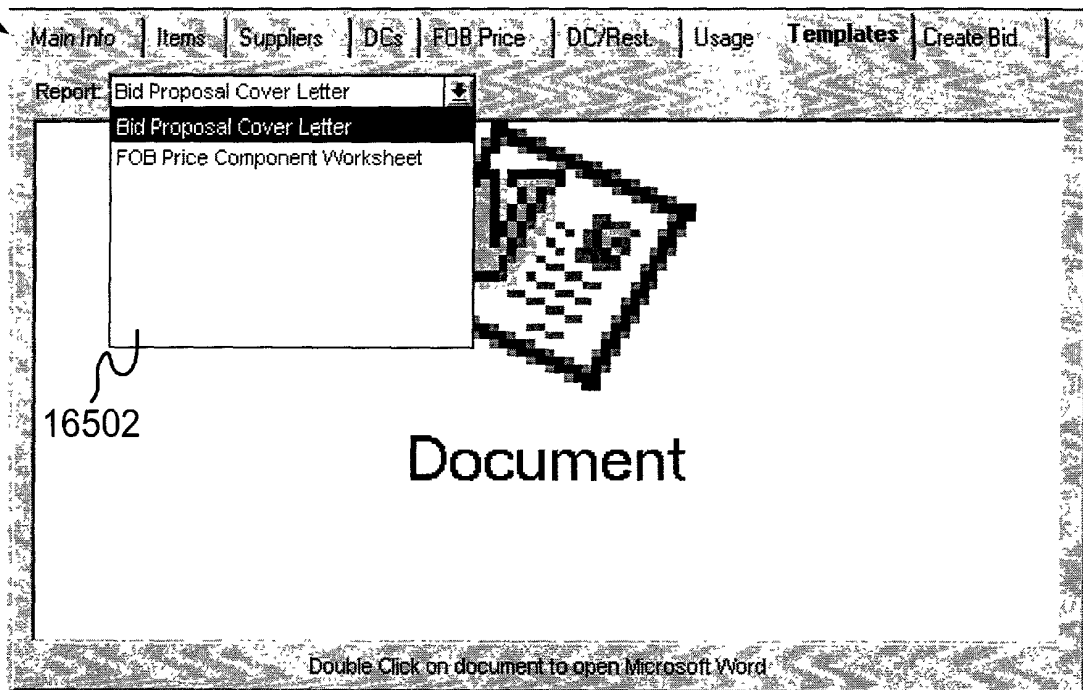 Main Info Items Suppliers DCs FOB Price DC/Rest. Usage Templates Create Bid
Report: Bid Proposal Cover Letter
Bid Proposal Cover Letter
FOB Price Component Worksheet
16502
Document
Double Click on document to open Microsoft Word